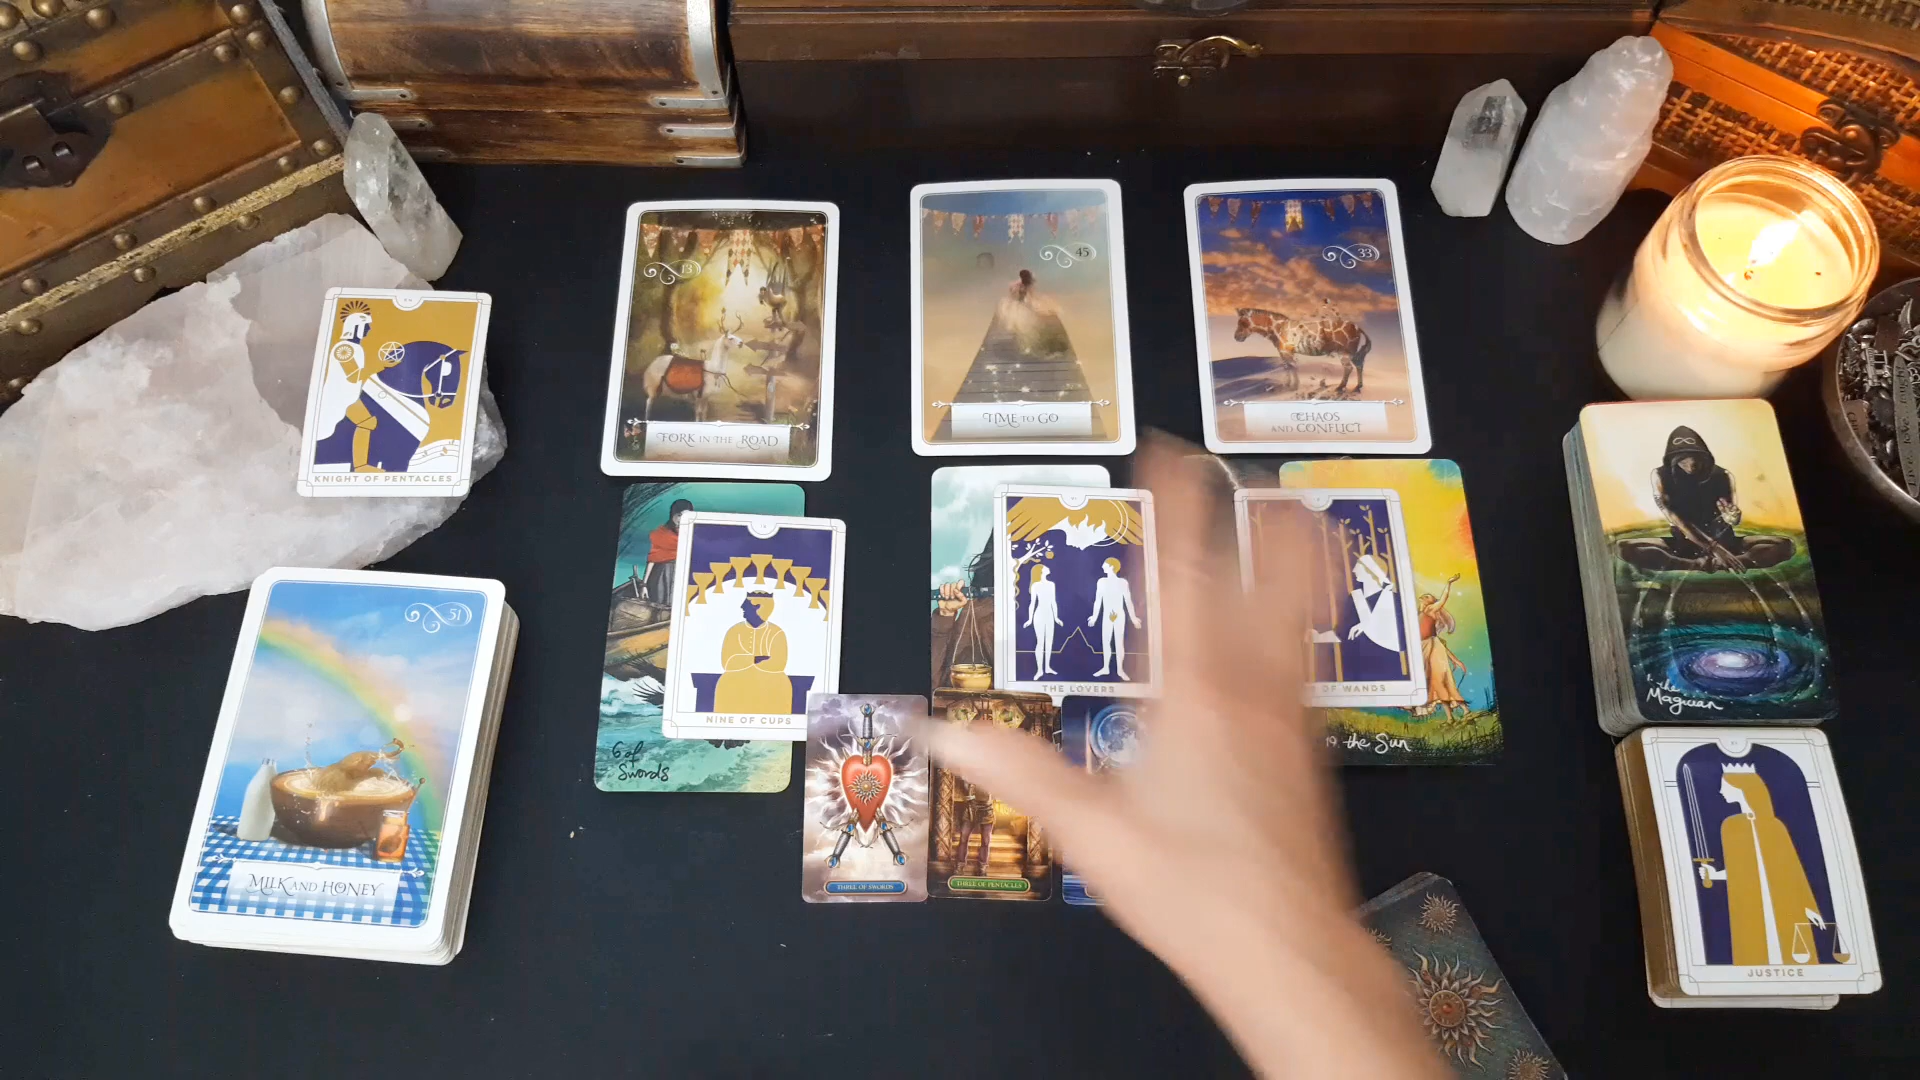 13
FORK IN THE ROAD
45
TIME TO GO
33
CHAOS
AND CONFLICT
KNIGHT OF PENTACLES
51
MILK AND HONEY
6 of
Swords
NINE OF CUPS
THE LOVERS
OF WANDS
19. the Sun
THREE OF SWORDS
THREE OF PENTACLES
1. the
Magician
JUSTICE